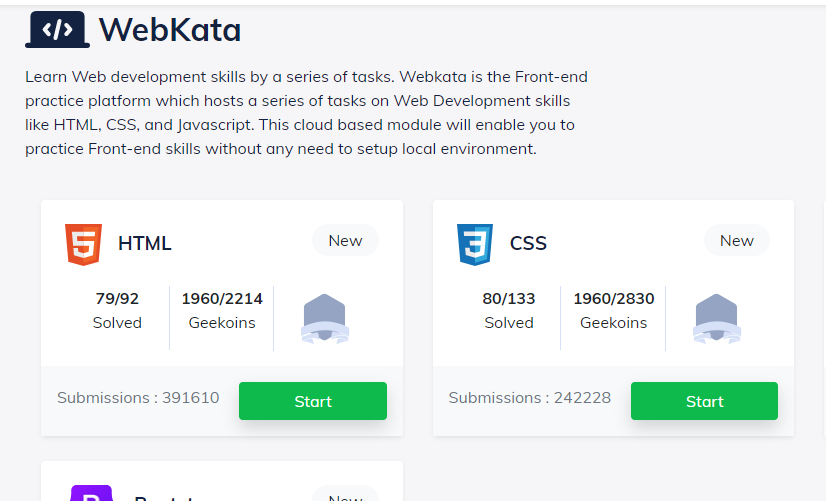 WebKata
Learn Web development skills by a series of tasks. Webkata is the Front-end
practice platform which hosts a series of tasks on Web Development skills
like HTML, CSS, and Javascript. This cloud based module will enable you to
practice Front-end skills without any need to setup local environment.
HTML
New
79/92
Solved
1960/2214
Geekoins
Submissions : 391610
Start
CSS
New
80/133
Solved
1960/2830
Geekoins
Submissions : 242228
Start
New